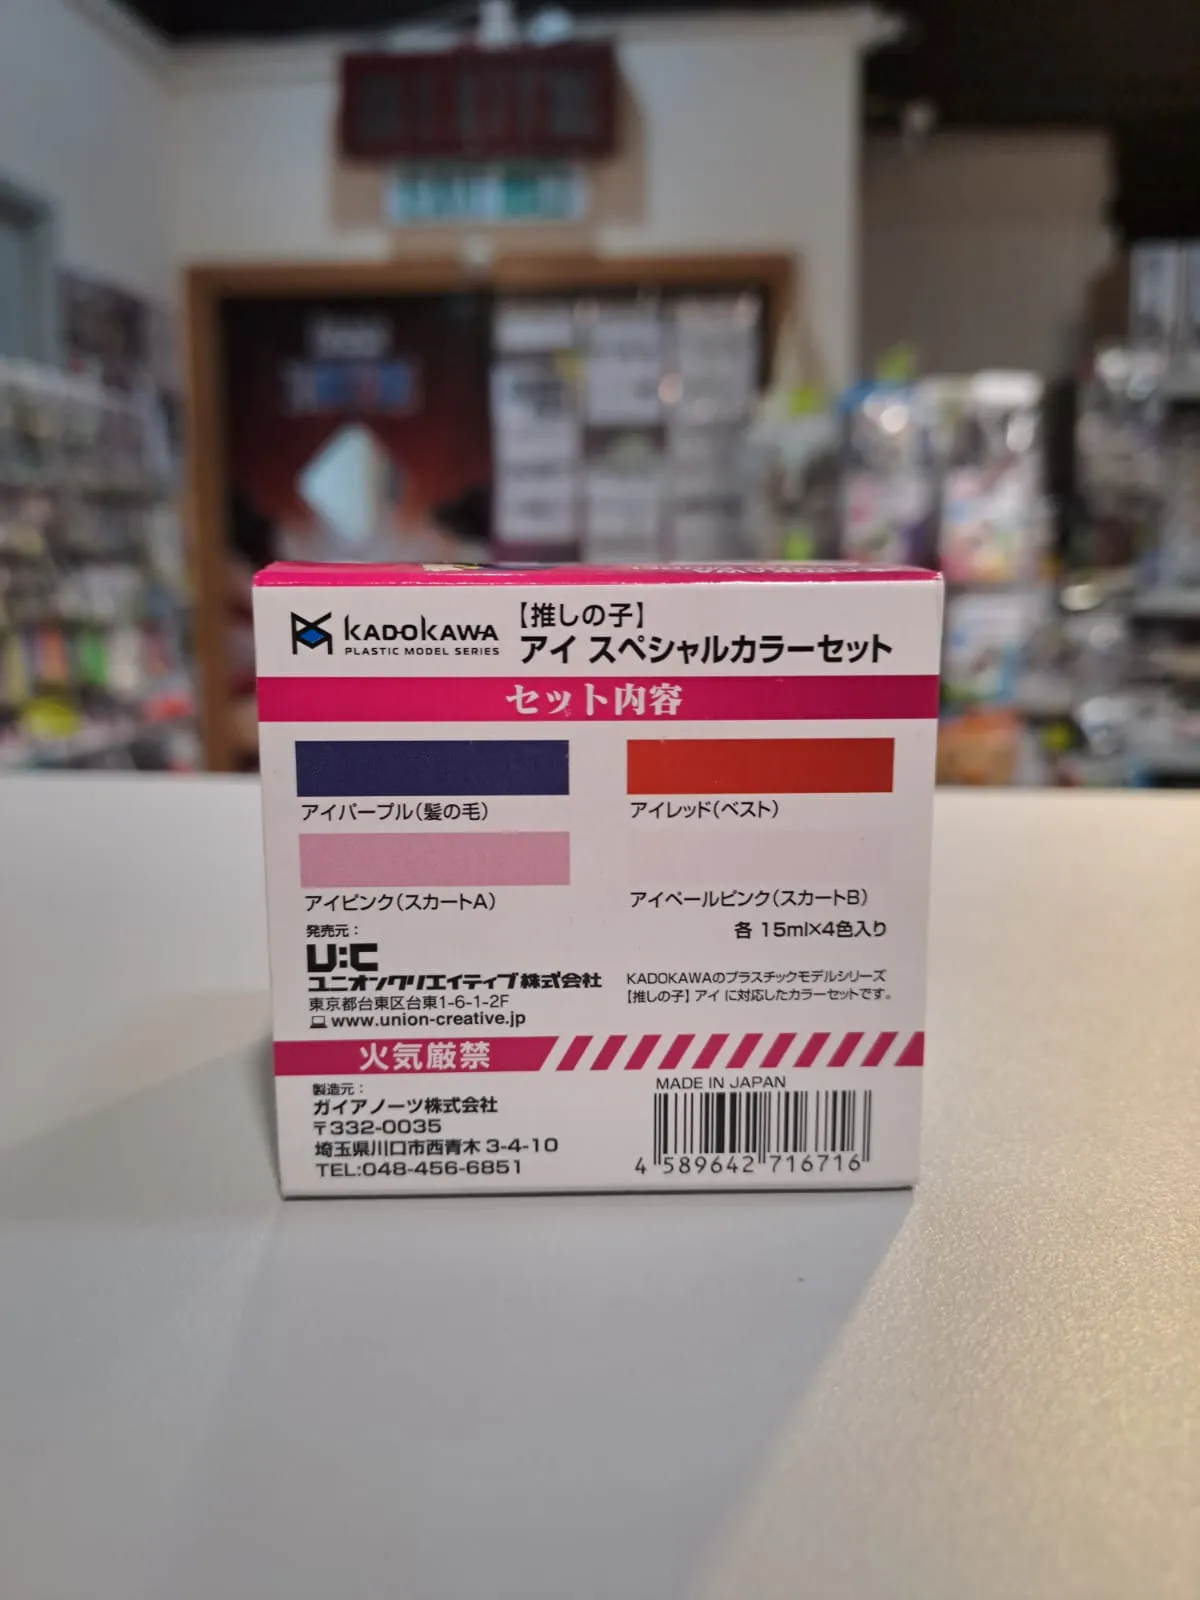 KADOKAWA
PLASTIC MODEL SERIES
【推しの子】
アイ スペシャルカラーセット
セット内容
アイパープル(髪の毛)
アイレッド(ベスト)
アイピンク(スカートA)
アイペールピンク(スカートB)
各 15ml×4色入り
発売元:
U:C
ユニオンクリエイティブ株式会社
東京都台東区台東1-6-1-2F
www.union-creative.jp
KADOKAWAのプラスチックモデルシリーズ
【推しの子】アイ に対応したカラーセットです。
火気厳禁
製造元:
ガイアノーツ株式会社
〒332-0035
埼玉県川口市西青木 3-4-10
TEL:048-456-6851
MADE IN JAPAN
4 589642 716716